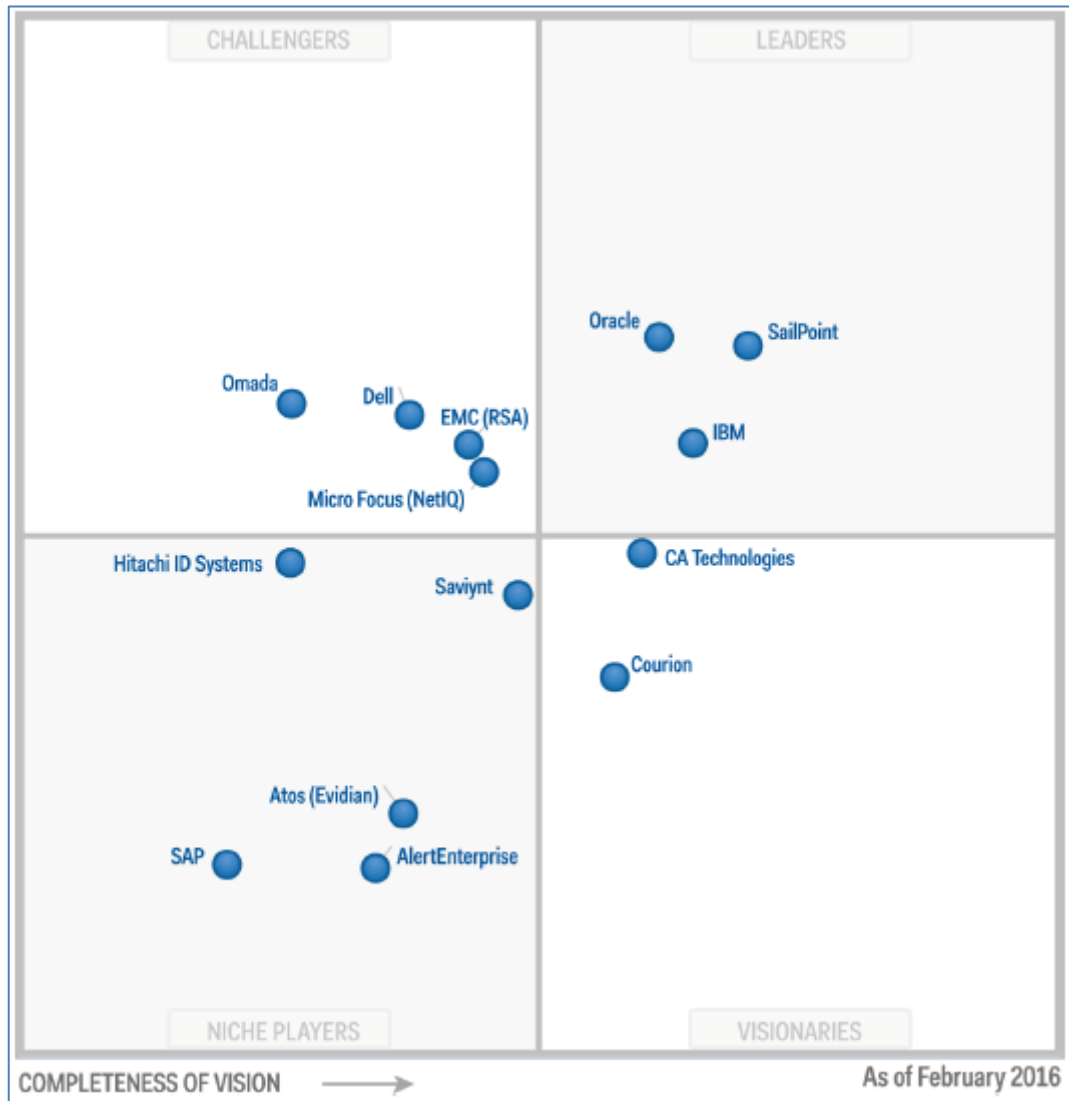 CHALLENGERS
LEADERS
Oracle
SailPoint
Omada
Dell
EMC (RSA)
IBM
Micro Focus (NetIQ)
Hitachi ID Systems
CA Technologies
Saviynt
Courion
Atos (Evidian)
SAP
AlertEnterprise
NICHE PLAYERS
VISIONARIES
COMPLETENESS OF VISION
As of February 2016